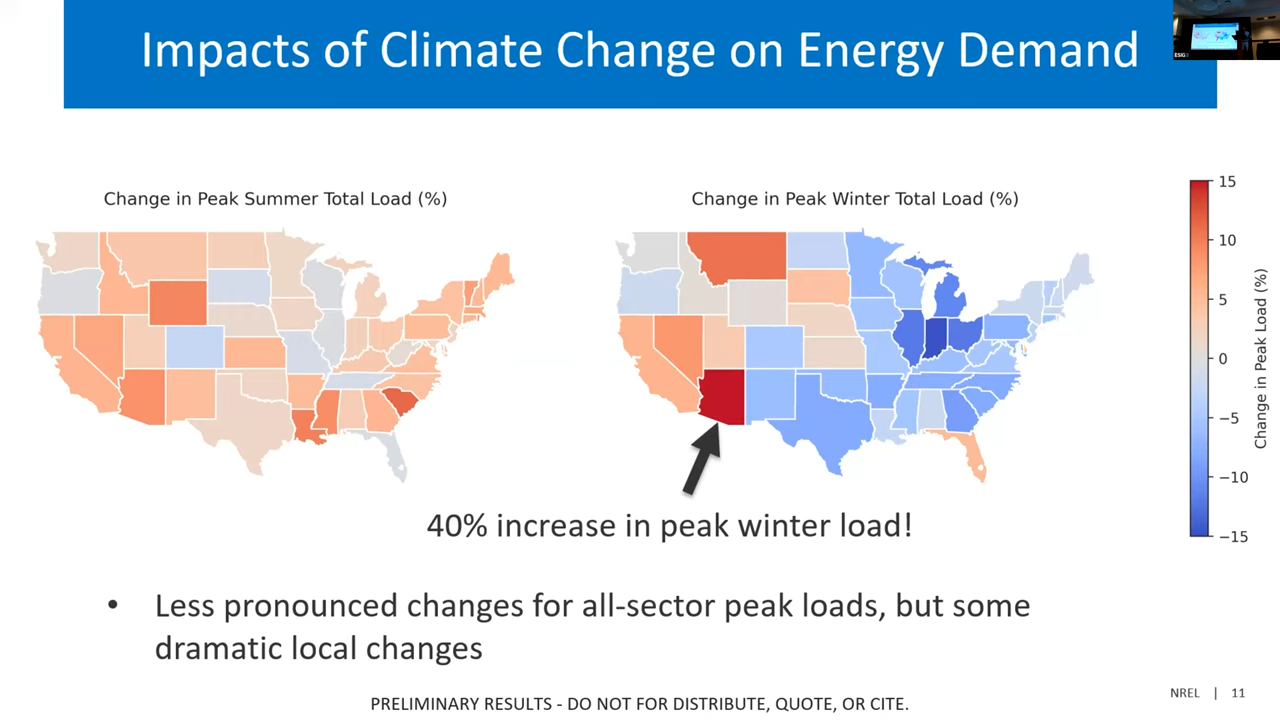 Impacts of Climate Change on Energy Demand
ESIG
Change in Peak Summer Total Load (%)
Change in Peak Winter Total Load (%)
15
10
5
0
−5
−10
−15
Change in Peak Load (%)
40% increase in peak winter load!
• Less pronounced changes for all-sector peak loads, but some
dramatic local changes
PRELIMINARY RESULTS - DO NOT FOR DISTRIBUTE, QUOTE, OR CITE.
NREL | 11